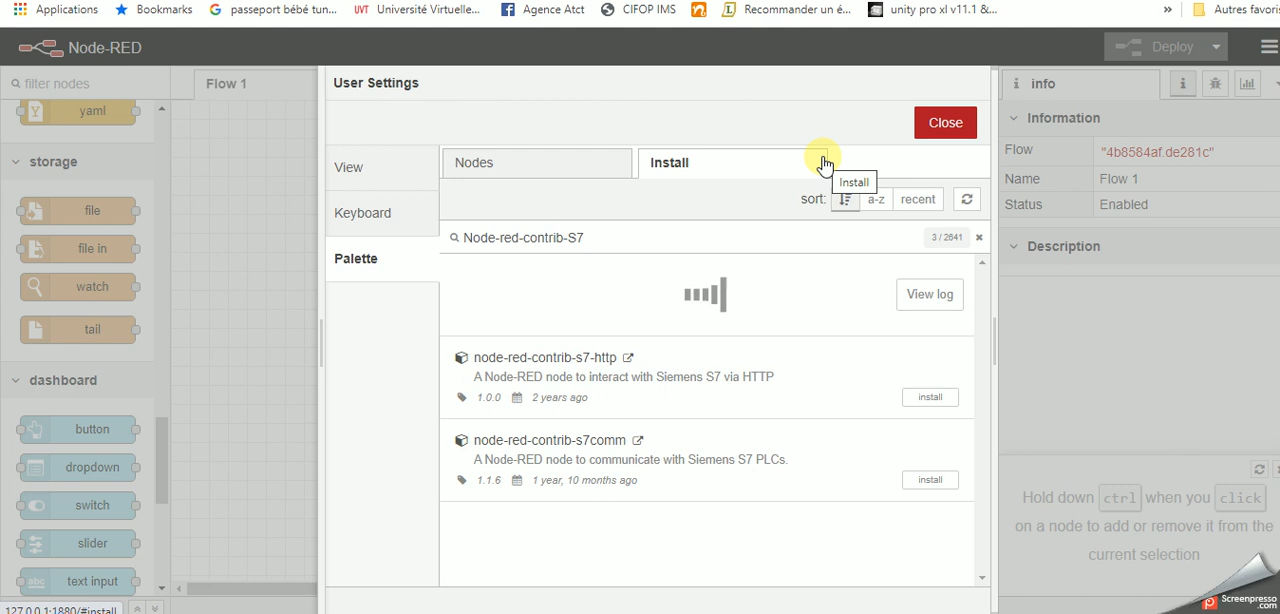 Applications Bookmarks passeport bébé tun... Université Virtuelle... Agence Atct CIFOP IMS Recommander un é... unity pro xl v11.1 &... » Autres favoris
Node-RED Deploy
filter nodes
Flow 1
User Settings
info
yaml
Information
Close
Flow "4b8584af.de281c"
storage
View
Nodes
Install
Install
Name Flow 1
sort: a-z recent
Status Enabled
file
Keyboard
Node-red-contrib-S7
3 / 2641
file in
Palette
Description
watch
View log
tail
node-red-contrib-s7-http
A Node-RED node to interact with Siemens S7 via HTTP
1.0.0 2 years ago
install
dashboard
button
node-red-contrib-s7comm
A Node-RED node to communicate with Siemens S7 PLCs.
1.1.6 1 year, 10 months ago
install
dropdown
switch
slider
abc text input
Hold down ctrl when you click
on a node to add or remove it from the
current selection
127.0.0.1:1880/#install
Screenpresso
.com